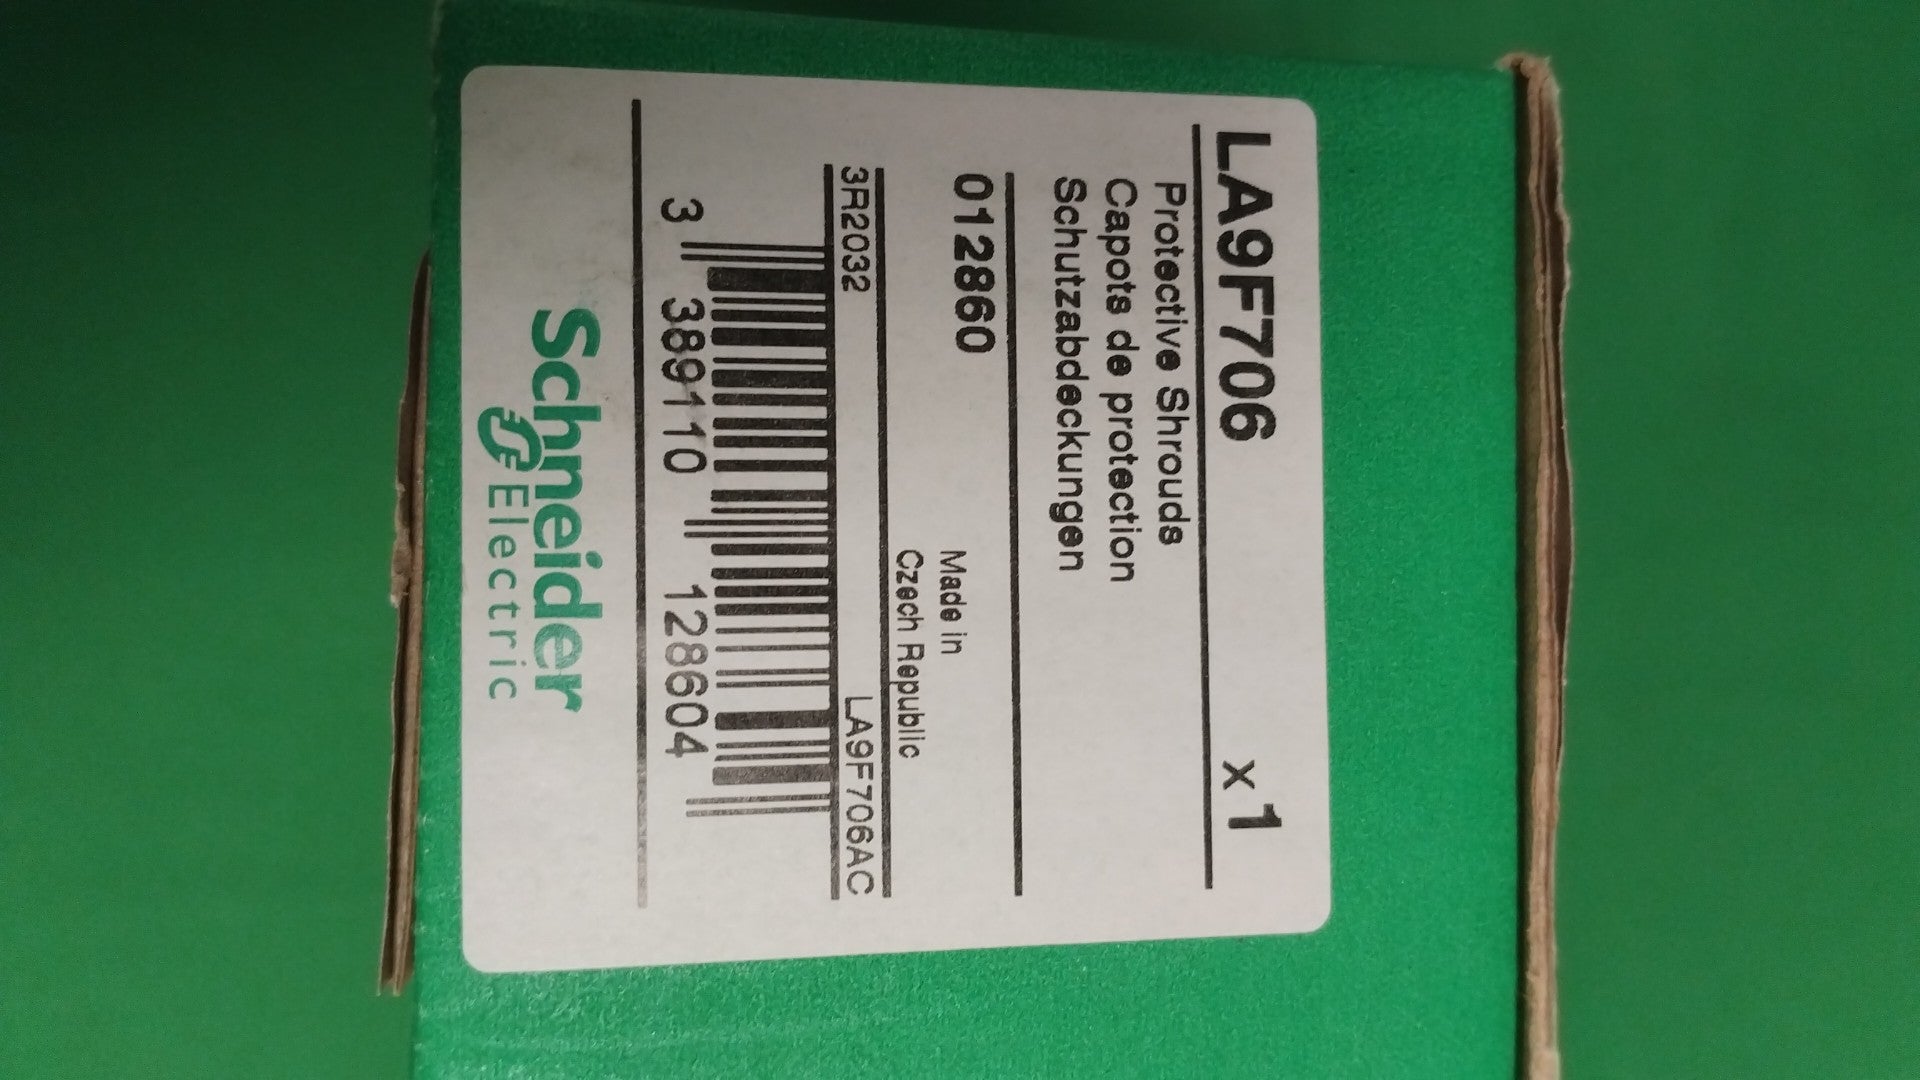 LA9F706 x 1
Protective Shrouds
Capots de protection
Schutzabdeckungen
012860
Made in
Czech Republic
3R2032 LA9F706AC
3 389110 128604
Schneider
Electric